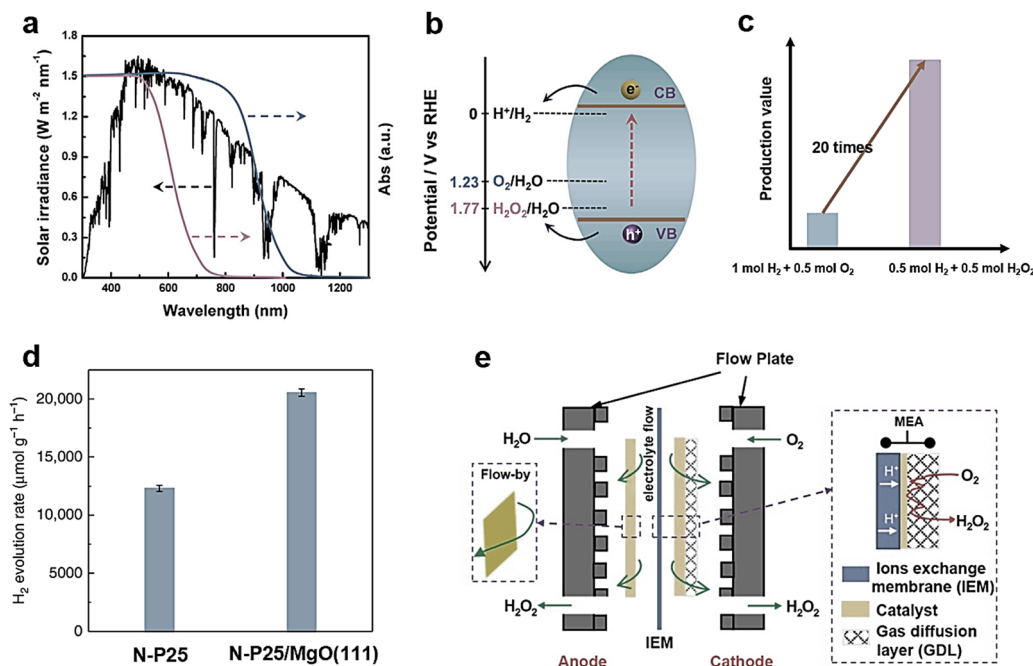 a
Solar irradiance (W m⁻² nm⁻¹)
1.8
1.5
1.2
0.9
0.6
0.3
0.0
400 600 800 1000 1200
Wavelength (nm)
Abs (a.u.)
b
Potential / V vs RHE
0 H⁺/H₂
1.23 O₂/H₂O
1.77 H₂O₂/H₂O
e⁻ CB
h⁺ VB
c
Production value
20 times
1 mol H₂ + 0.5 mol O₂
0.5 mol H₂ + 0.5 mol H₂O₂
d
H₂ evolution rate (μmol g⁻¹ h⁻¹)
20,000
15,000
10,000
5000
0
N-P25 N-P25/MgO(111)
e
Flow Plate
H₂O
O₂
electrolyte flow
Flow-by
H₂O₂
H₂O₂
IEM
Anode Cathode
MEA
H⁺
O₂
H⁺
H₂O₂
Ions exchange
membrane (IEM)
Catalyst
Gas diffusion
layer (GDL)